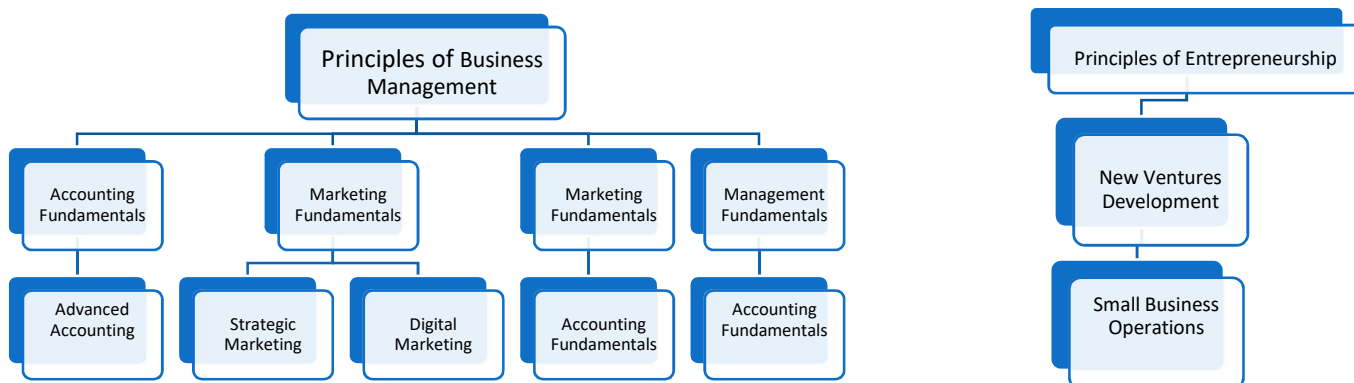 Principles of Business
Management
Principles of Entrepreneurship
Accounting
Fundamentals
Marketing
Fundamentals
Marketing
Fundamentals
Management
Fundamentals
New Ventures
Development
Advanced
Accounting
Strategic
Marketing
Digital
Marketing
Accounting
Fundamentals
Accounting
Fundamentals
Small Business
Operations